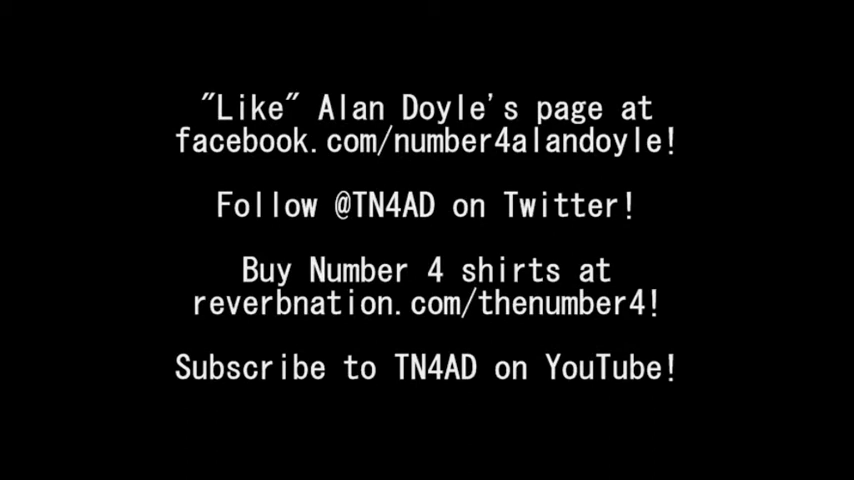 "Like" Alan Doyle's page at
facebook.com/number4alandoyle!
Follow @TN4AD on Twitter!
Buy Number 4 shirts at
reverbnation.com/thenumber4!
Subscribe to TN4AD on YouTube!